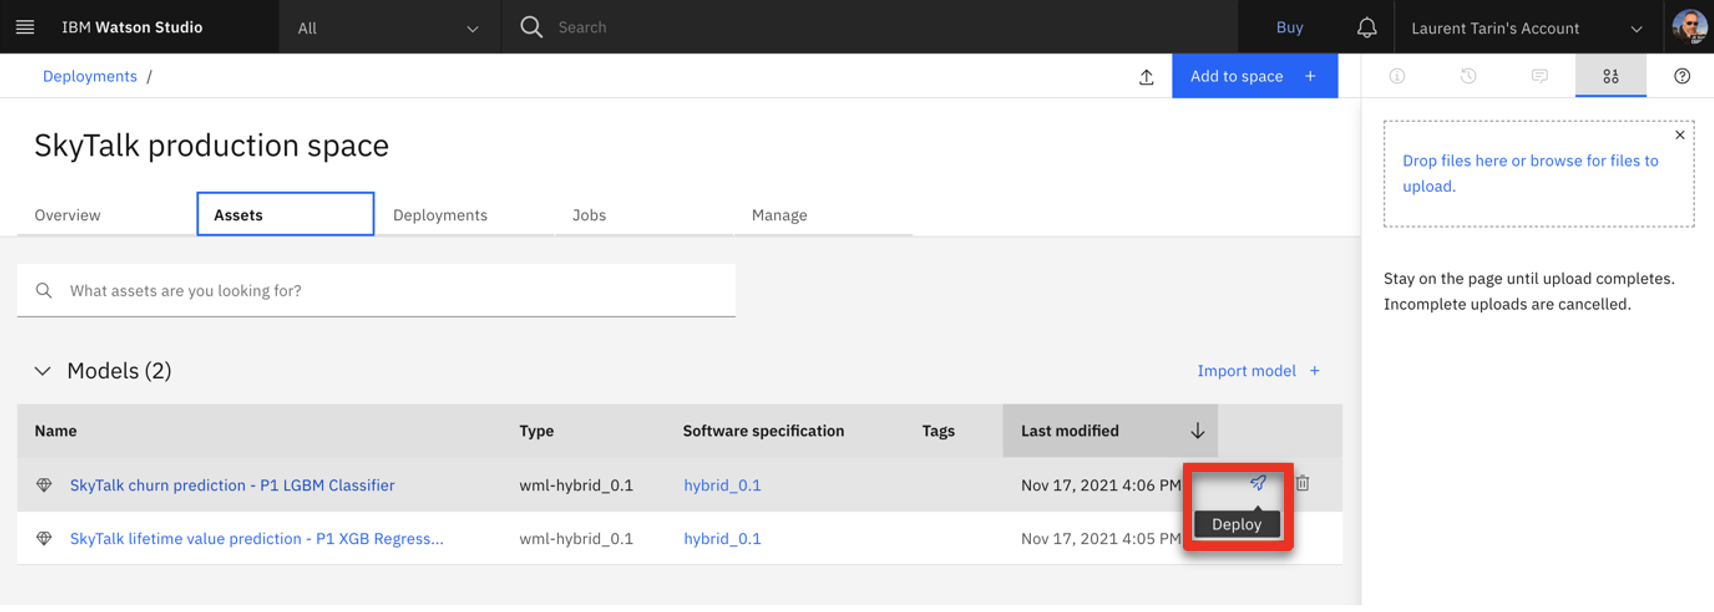 IBM Watson Studio
All
Search
Buy
Laurent Tarin's Account
Deployments /
Add to space +
SkyTalk production space
Overview
Assets
Deployments
Jobs
Manage
What assets are you looking for?
Models (2)
Import model +
Name
Type
Software specification
Tags
Last modified
SkyTalk churn prediction - P1 LGBM Classifier
wml-hybrid_0.1
hybrid_0.1
Nov 17, 2021 4:06 PM
Deploy
SkyTalk lifetime value prediction - P1 XGB Regress...
wml-hybrid_0.1
hybrid_0.1
Nov 17, 2021 4:05 PM
Drop files here or browse for files to
upload.
Stay on the page until upload completes.
Incomplete uploads are cancelled.